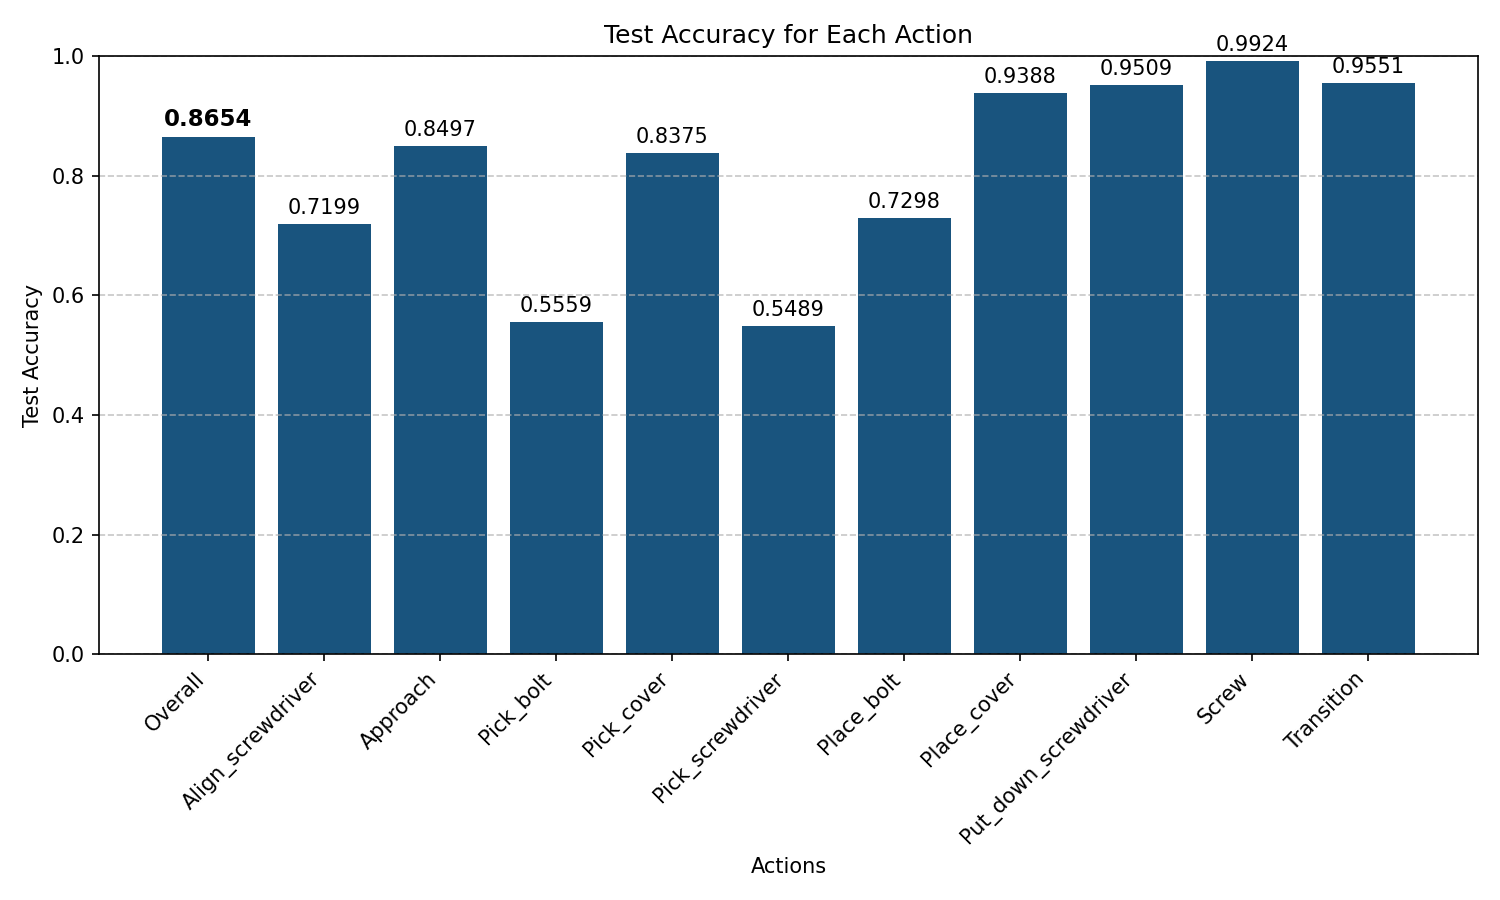 Test Accuracy for Each Action
Test Accuracy
1.0
0.8
0.6
0.4
0.2
0.0
0.8654
0.7199
0.8497
0.5559
0.8375
0.5489
0.7298
0.9388
0.9509
0.9924
0.9551
Overall
Align_screwdriver
Approach
Pick_bolt
Pick_cover
Pick_screwdriver
Place_bolt
Place_cover
Put_down_screwdriver
Screw
Transition
Actions